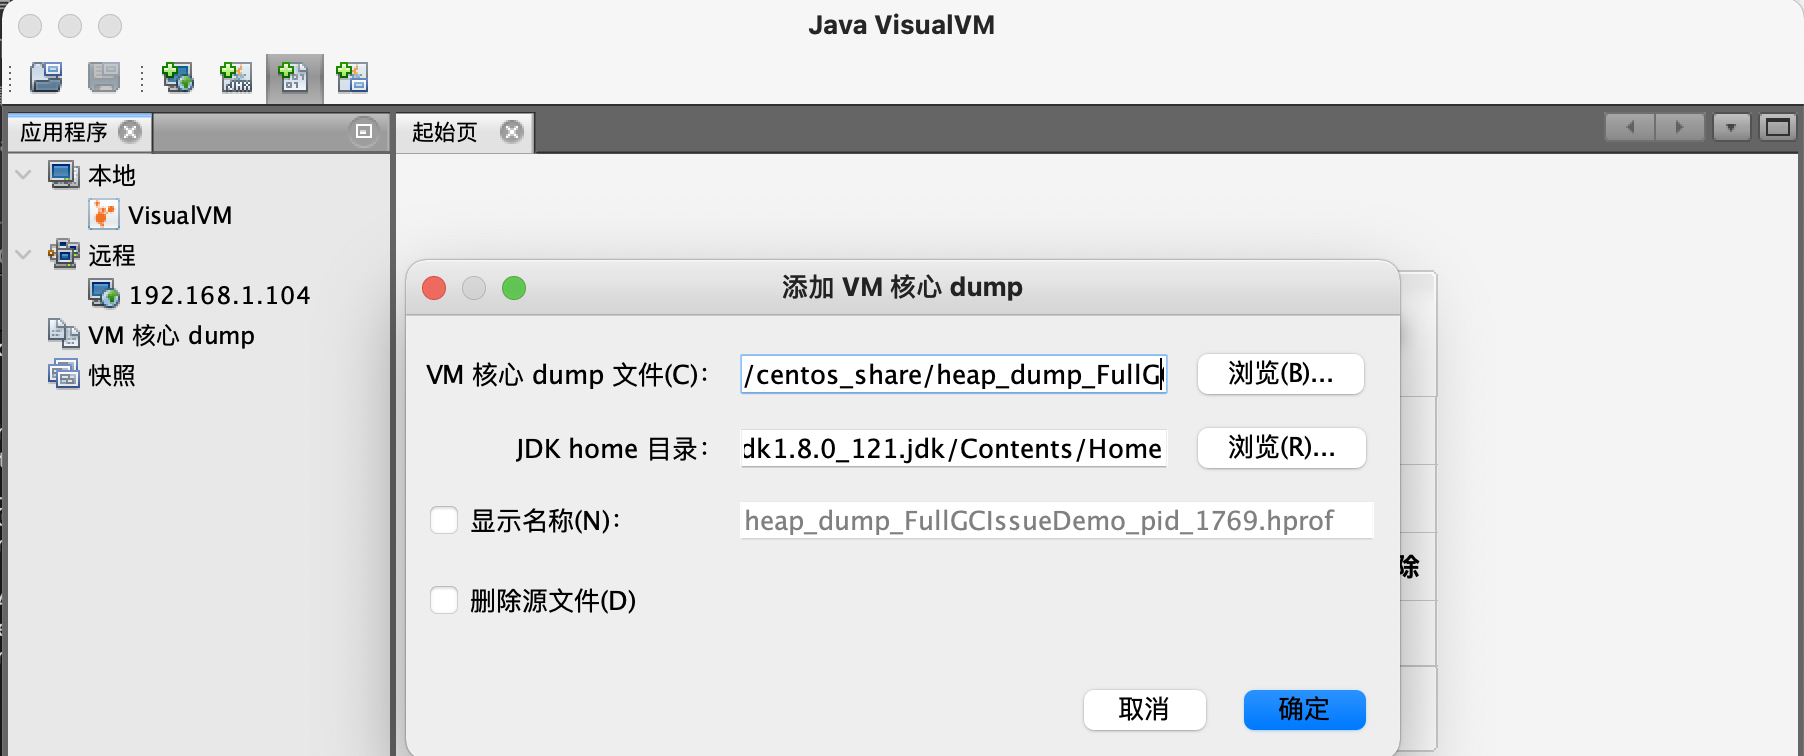 Java VisualVM
应用程序
起始页
本地
VisualVM
远程
192.168.1.104
VM 核心 dump
快照
添加 VM 核心 dump
VM 核心 dump 文件(C)：
/centos_share/heap_dump_FullG
浏览(B)...
JDK home 目录：
dk1.8.0_121.jdk/Contents/Home
浏览(R)...
显示名称(N)：
heap_dump_FullGCIssueDemo_pid_1769.hprof
除
删除源文件(D)
取消
确定